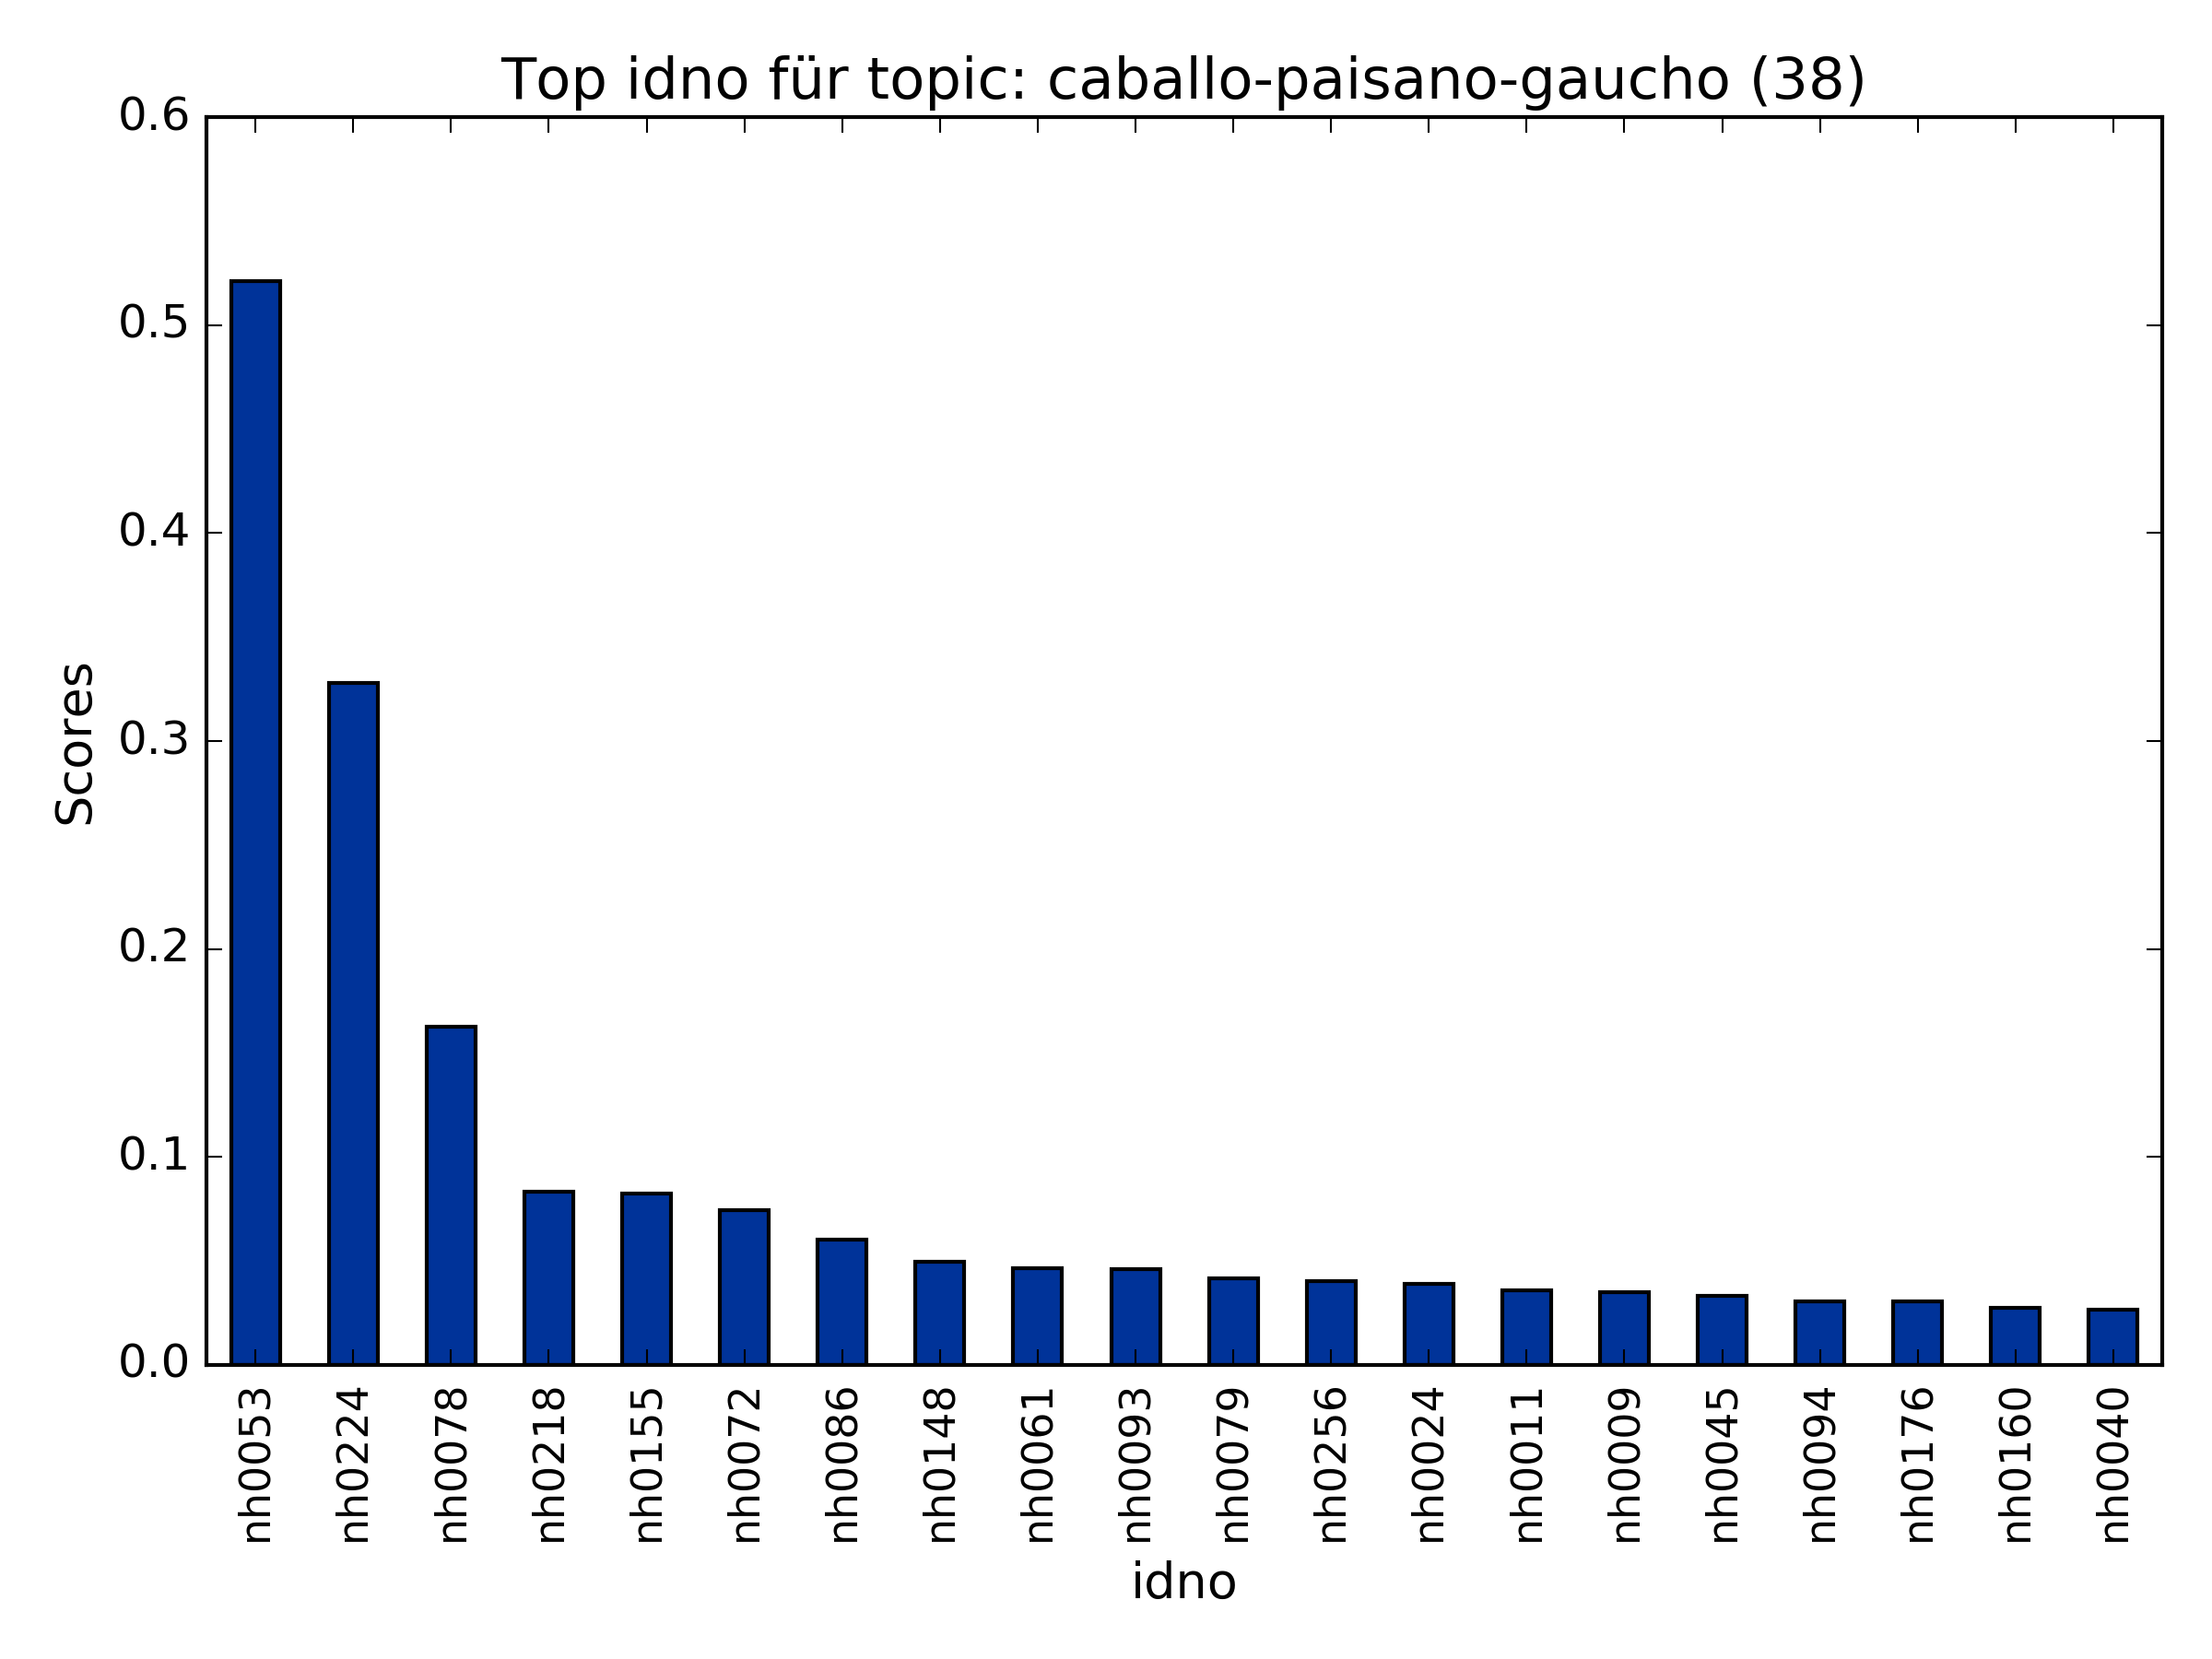 Top idno für topic: caballo-paisano-gaucho (38)
0.6
0.5
0.4
0.3
0.2
0.1
0.0
Scores
nh0053
nh0224
nh0078
nh0218
nh0155
nh0072
nh0086
nh0148
nh0061
nh0093
nh0079
nh0256
nh0024
nh0011
nh0009
nh0045
nh0094
nh0176
nh0160
nh0040
idno